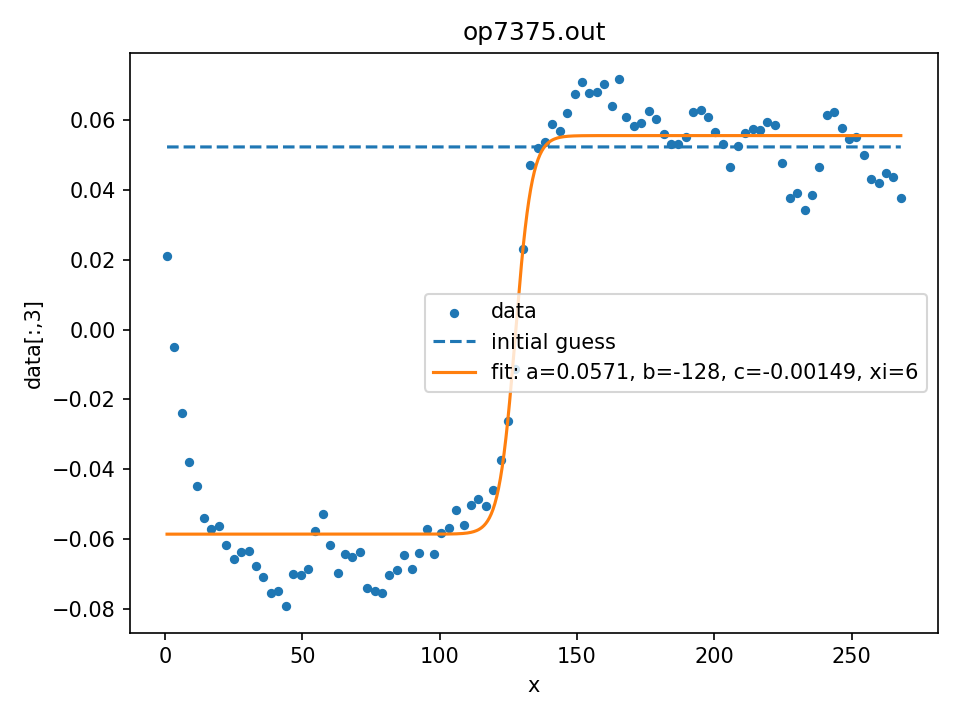 op7375.out
data[:,3]
0.06
0.04
0.02
0.00
−0.02
−0.04
−0.06
−0.08
data
initial guess
fit: a=0.0571, b=-128, c=-0.00149, xi=6
0 50 100 150 200 250
x